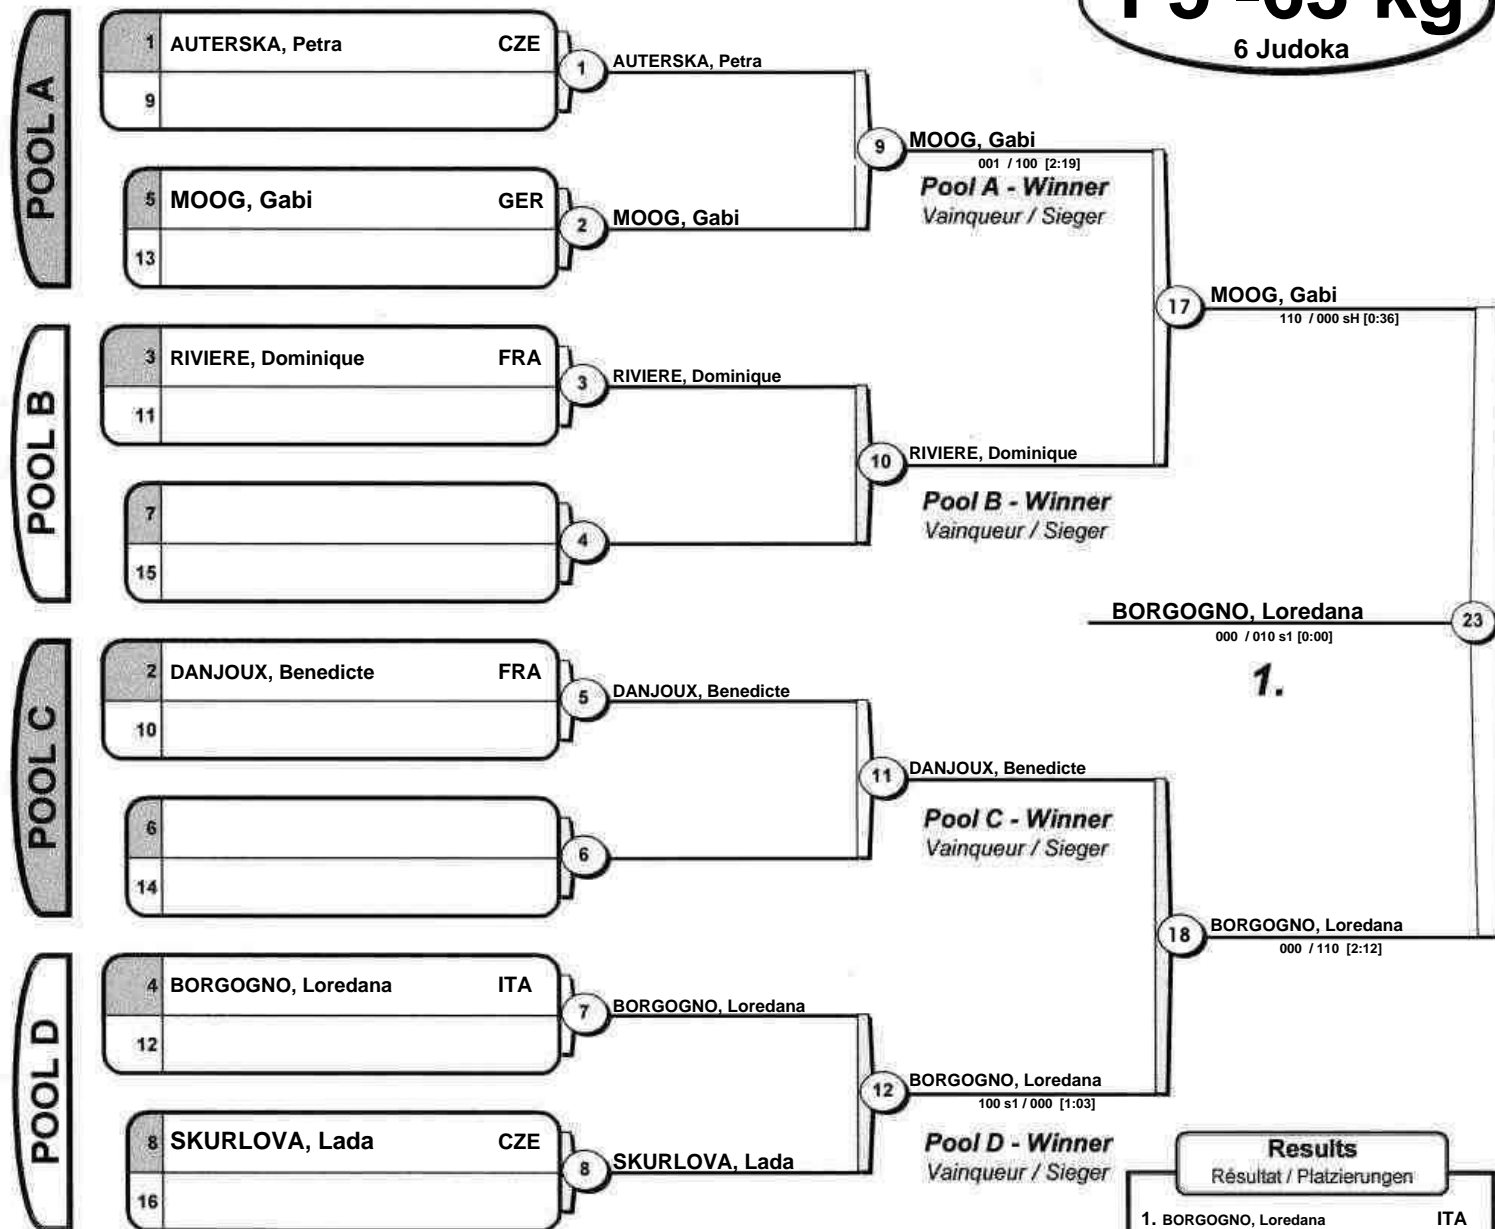 F5 -63 kg
6 Judoka
POOL A
1 AUTERSKA, Petra CZE
9
1 AUTERSKA, Petra
5 MOOG, Gabi GER
13
2 MOOG, Gabi
9 MOOG, Gabi
001 / 100 [2:19]
Pool A - Winner
Vainqueur / Sieger
17 MOOG, Gabi
110 / 000 sH [0:36]
POOL B
3 RIVIERE, Dominique FRA
11
3 RIVIERE, Dominique
7
15
4
10 RIVIERE, Dominique
Pool B - Winner
Vainqueur / Sieger
BORGOGNO, Loredana 23
000 / 010 s1 [0:00]
1.
POOL C
2 DANJOUX, Benedicte FRA
10
5 DANJOUX, Benedicte
6
14
6
11 DANJOUX, Benedicte
Pool C - Winner
Vainqueur / Sieger
18 BORGOGNO, Loredana
000 / 110 [2:12]
POOL D
4 BORGOGNO, Loredana ITA
12
7 BORGOGNO, Loredana
8 SKURLOVA, Lada CZE
16
8 SKURLOVA, Lada
12 BORGOGNO, Loredana
100 s1 / 000 [1:03]
Pool D - Winner
Vainqueur / Sieger
Results
Résultat / Platzierungen
1. BORGOGNO, Loredana ITA